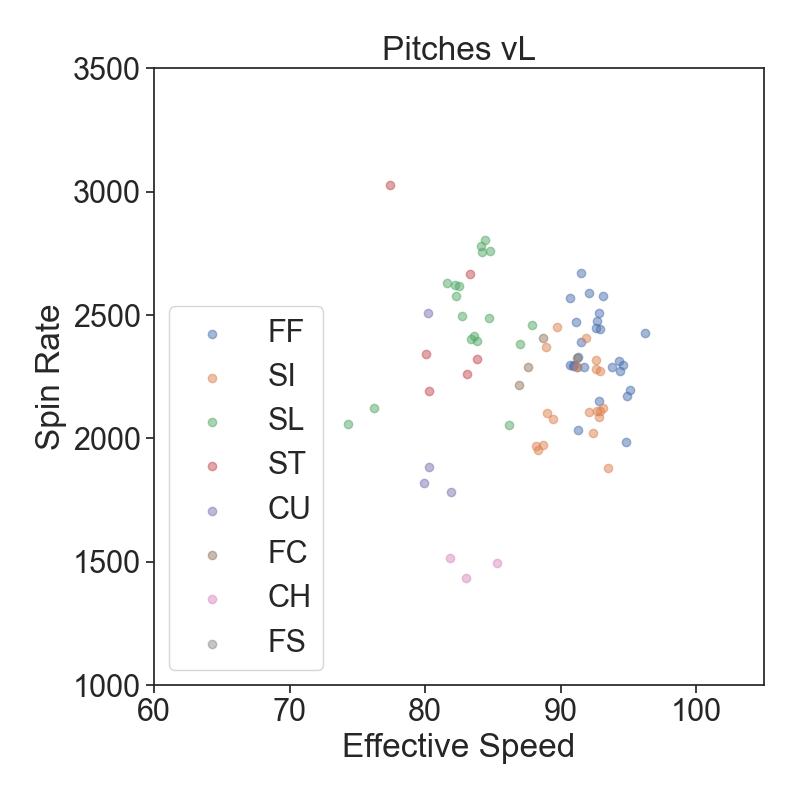 Pitches vL
3500
3000
2500
2000
1500
1000
Spin Rate
FF
SI
SL
ST
CU
FC
CH
FS
60
70
80
90
100
Effective Speed